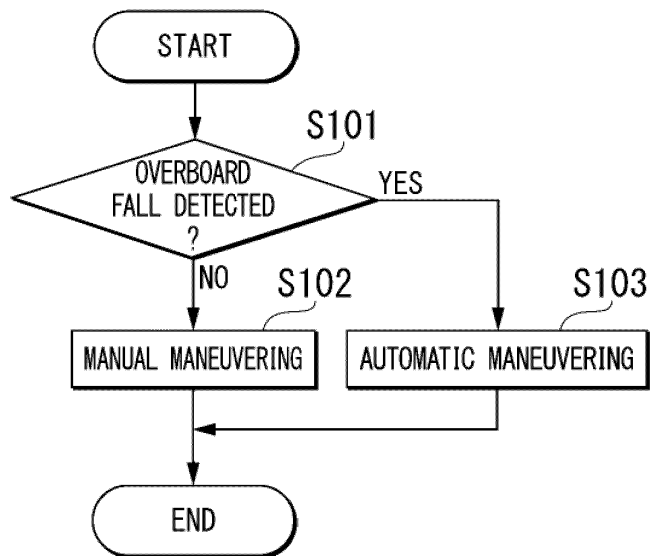 START
S101
OVERBOARD
FALL DETECTED
?
YES
NO
S102
S103
MANUAL MANEUVERING
AUTOMATIC MANEUVERING
END